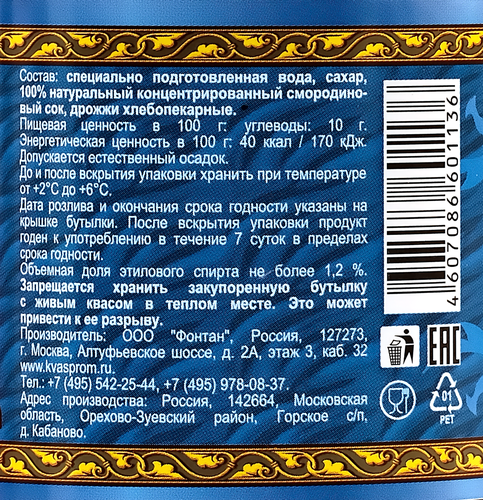 Состав: специально подготовленная вода, сахар,
100% натуральный концентрированный смородино-
вый сок, дрожжи хлебопекарные.
Пищевая ценность в 100 г: углеводы: 10 г.
Энергетическая ценность в 100 г: 40 ккал / 170 кДж.
Допускается естественный осадок.
До и после вскрытия упаковки хранить при температуре
от +2°С до +6°С.
Дата розлива и окончания срока годности указаны на
крышке бутылки. После вскрытия упаковки продукт
годен к употреблению в течение 7 суток в пределах
срока годности.
Объемная доля этилового спирта не более 1,2 %.
Запрещается хранить закупоренную бутылку
с живым квасом в теплом месте. Это может
привести к ее разрыву.
Производитель: ООО "Фонтан", Россия, 127273,
г. Москва, Алтуфьевское шоссе, д. 2А, этаж 3, каб. 32
www.kvasprom.ru.
Тел.: +7 (495) 542-25-44, +7 (495) 978-08-37.
Адрес производства: Россия, 142664, Московская
область, Орехово-Зуевский район, Горское с/п,
д. Кабаново.
4 607086 601136
EAC
01
PET